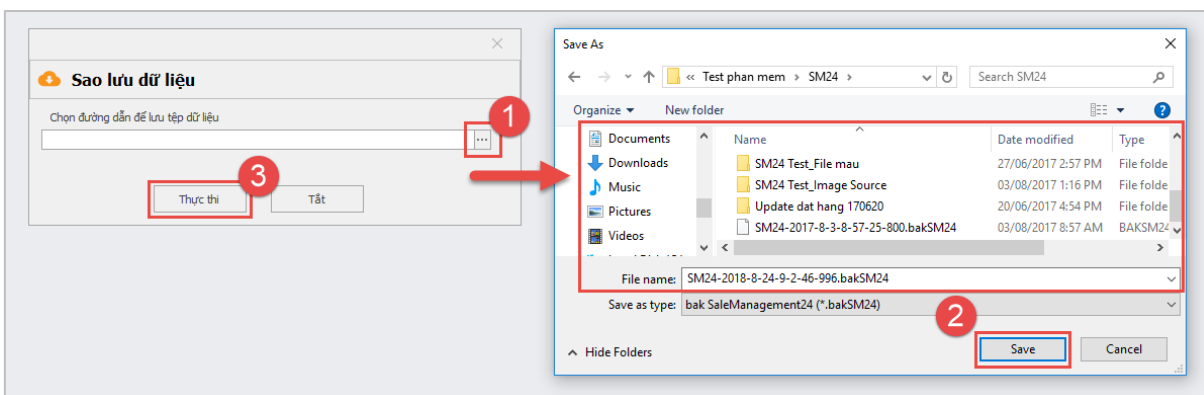 Sao lưu dữ liệu
Chọn đường dẫn để lưu tệp dữ liệu
...
1
3
Thực thi
Tắt
Save As
« Test phan mem > SM24 >
Search SM24
Organize
New folder
Documents
Downloads
Music
Pictures
Videos
Name
Date modified
Type
SM24 Test_File mau
27/06/2017 2:57 PM
File folde
SM24 Test_Image Source
03/08/2017 1:16 PM
File folde
Update dat hang 170620
20/06/2017 4:54 PM
File folde
SM24-2017-8-3-8-57-25-800.bakSM24
03/08/2017 8:57 AM
BAKSM24
File name:
SM24-2018-8-24-9-2-46-996.bakSM24
Save as type:
bak SaleManagement24 (*.bakSM24)
2
Hide Folders
Save
Cancel